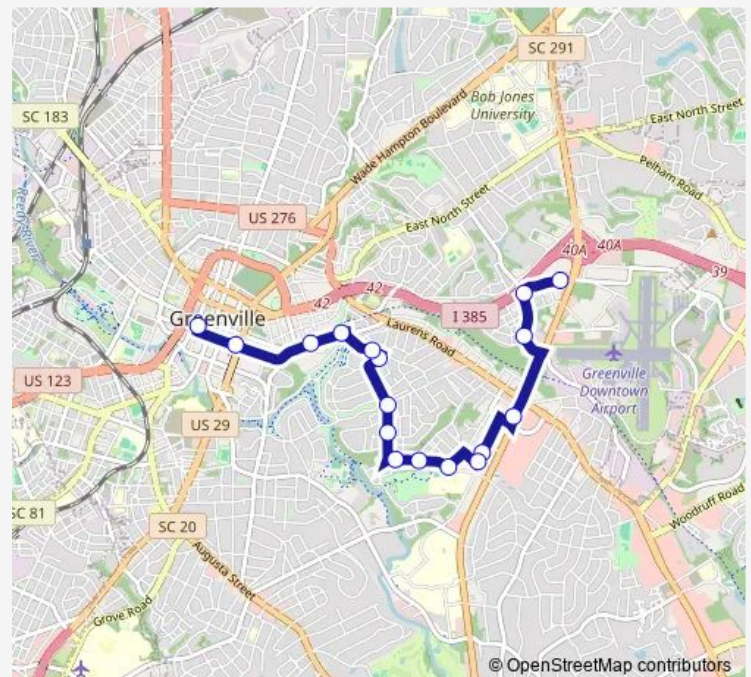 SC 291
Bob Jones
University
East North Street
SC 183
Wade Hampton Boulevard
Pelham Road
Reedy River
US 276
East North Street
40A
40A
39
42
42
Greenville
I 385
Laurens Road
US 123
Greenville
Downtown
Airport
US 29
Woodruff Road
SC 81
SC 20
Augusta Street
Grove Road
© OpenStreetMap contributors